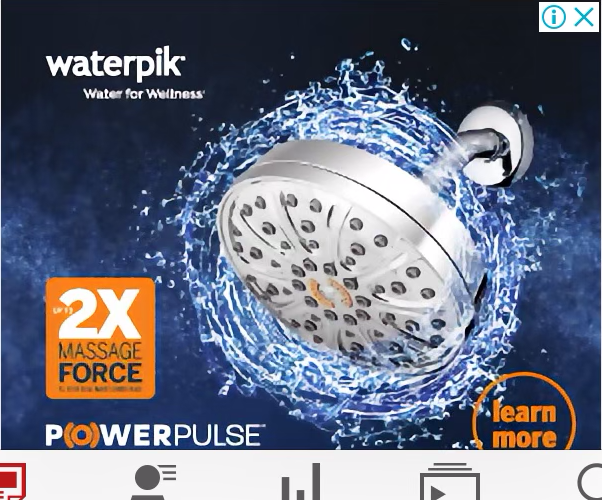 waterpik
Water for Wellness
UP TO
2X
MASSAGE
FORCE
POWERPULSE
learn
more